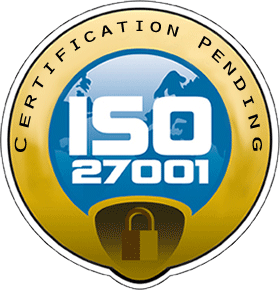 Certification Pending
ISO
27001